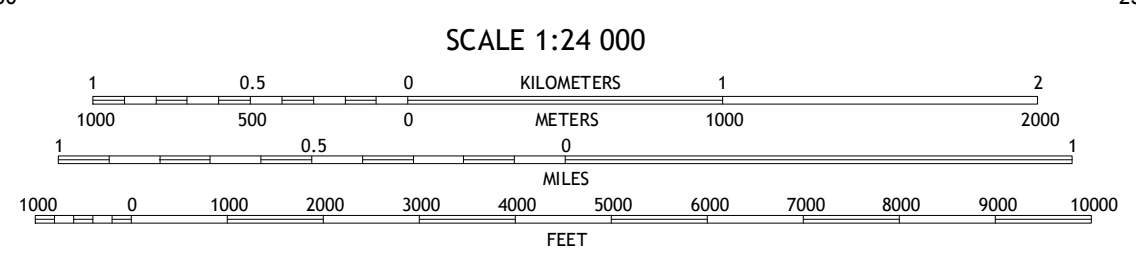 SCALE 1:24 000
1 0.5 0 KILOMETERS 1 2
1000 500 0 METERS 1000 2000
1 0.5 0 1
MILES
1000 0 1000 2000 3000 4000 5000 6000 7000 8000 9000 10000
FEET